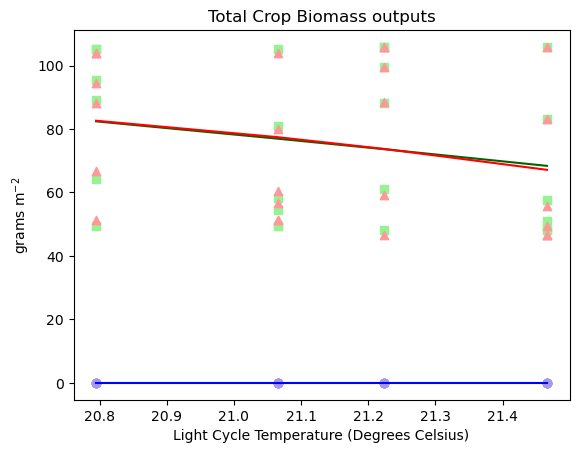 Total Crop Biomass outputs
grams m⁻²
100
80
60
40
20
0
20.8 20.9 21.0 21.1 21.2 21.3 21.4
Light Cycle Temperature (Degrees Celsius)